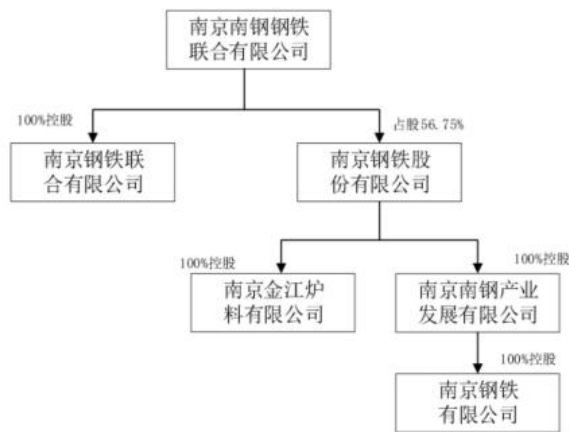 南京南钢钢铁
联合有限公司
100%控股
占股56.75%
南京钢铁联
合有限公司
南京钢铁股
份有限公司
100%控股
100%控股
南京金江炉
料有限公司
南京南钢产业
发展有限公司
100%控股
南京钢铁
有限公司